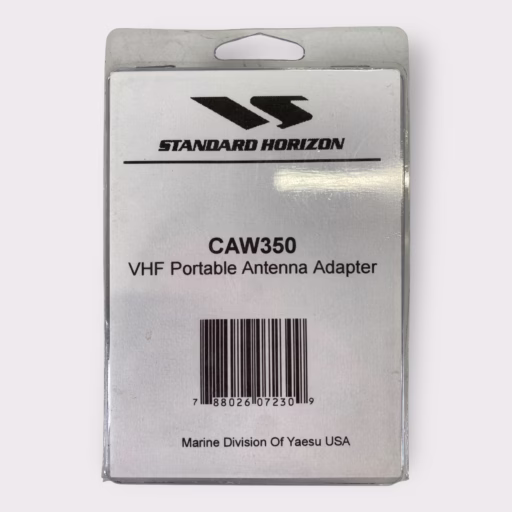 STANDARD HORIZON
CAW350
VHF Portable Antenna Adapter
7 88026 07230 9
Marine Division Of Yaesu USA